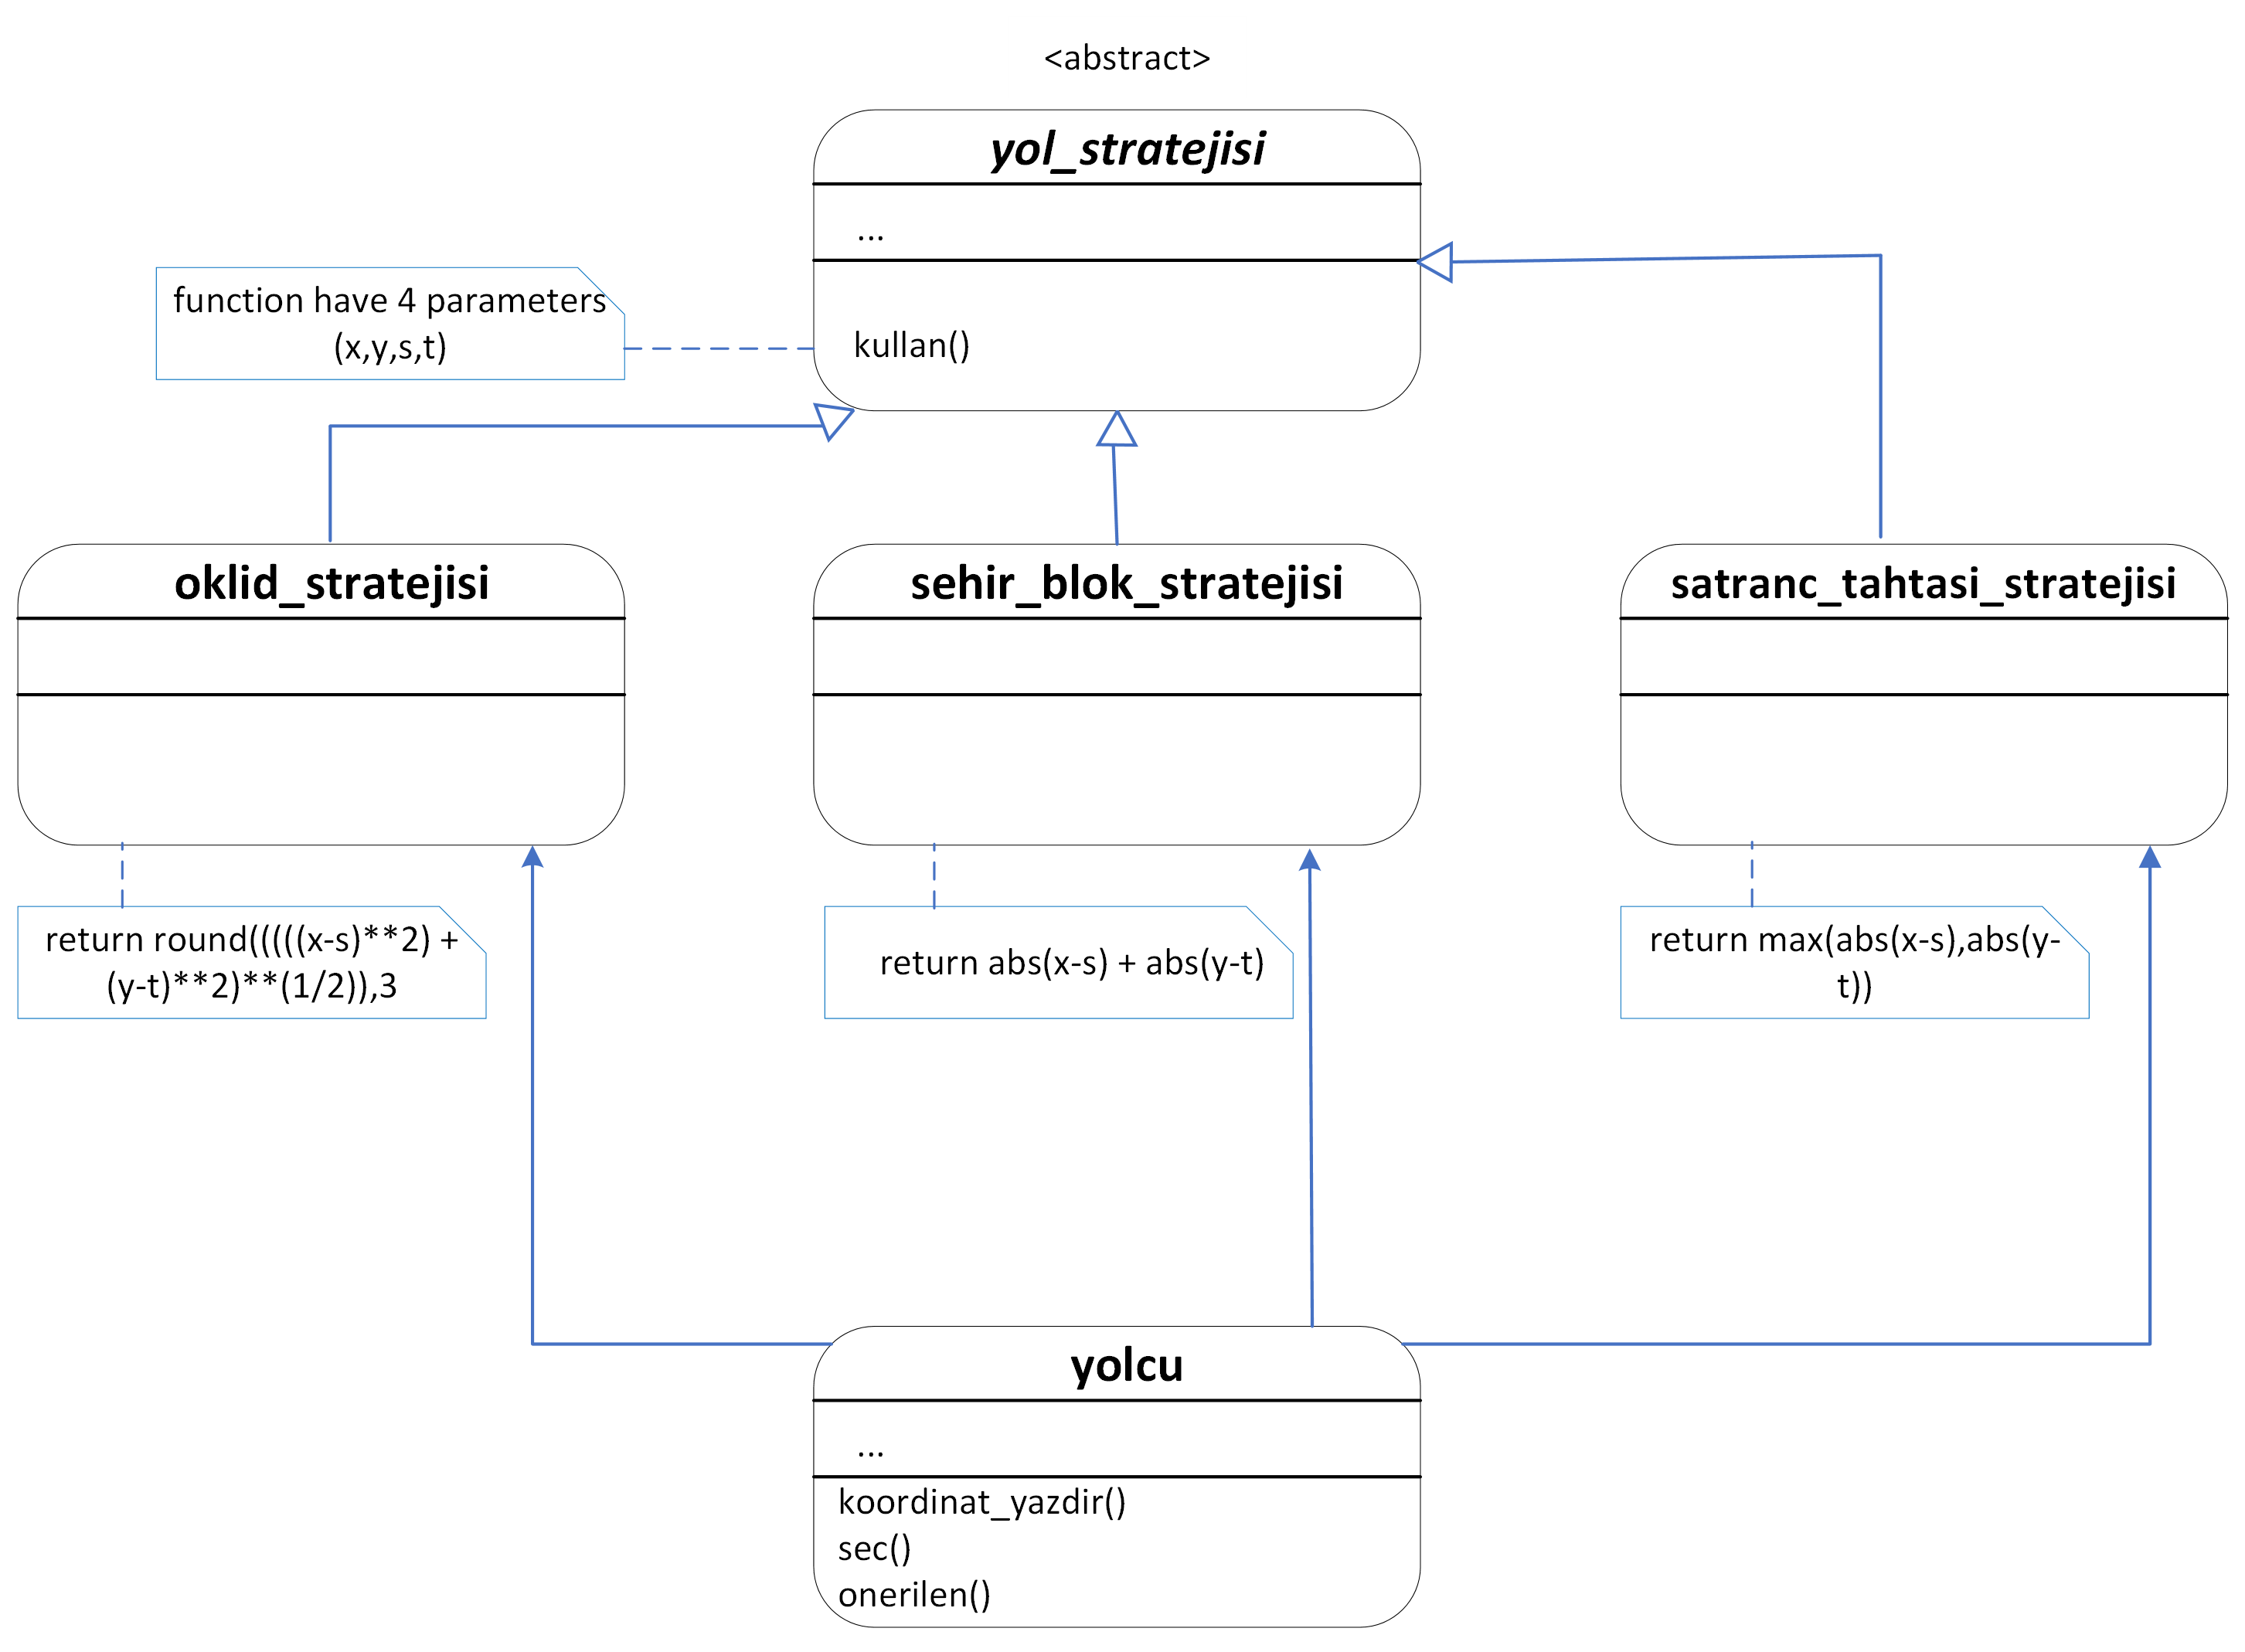 <abstract>
yol_stratejisi
...
function have 4 parameters
(x,y,s,t)
kullan()
oklid_stratejisi
sehir_blok_stratejisi
satranc_tahtasi_stratejisi
return round(((((x-s)**2) +
(y-t)**2)**(1/2)),3
return abs(x-s) + abs(y-t)
return max(abs(x-s),abs(y-
t))
yolcu
...
koordinat_yazdir()
sec()
onerilen()